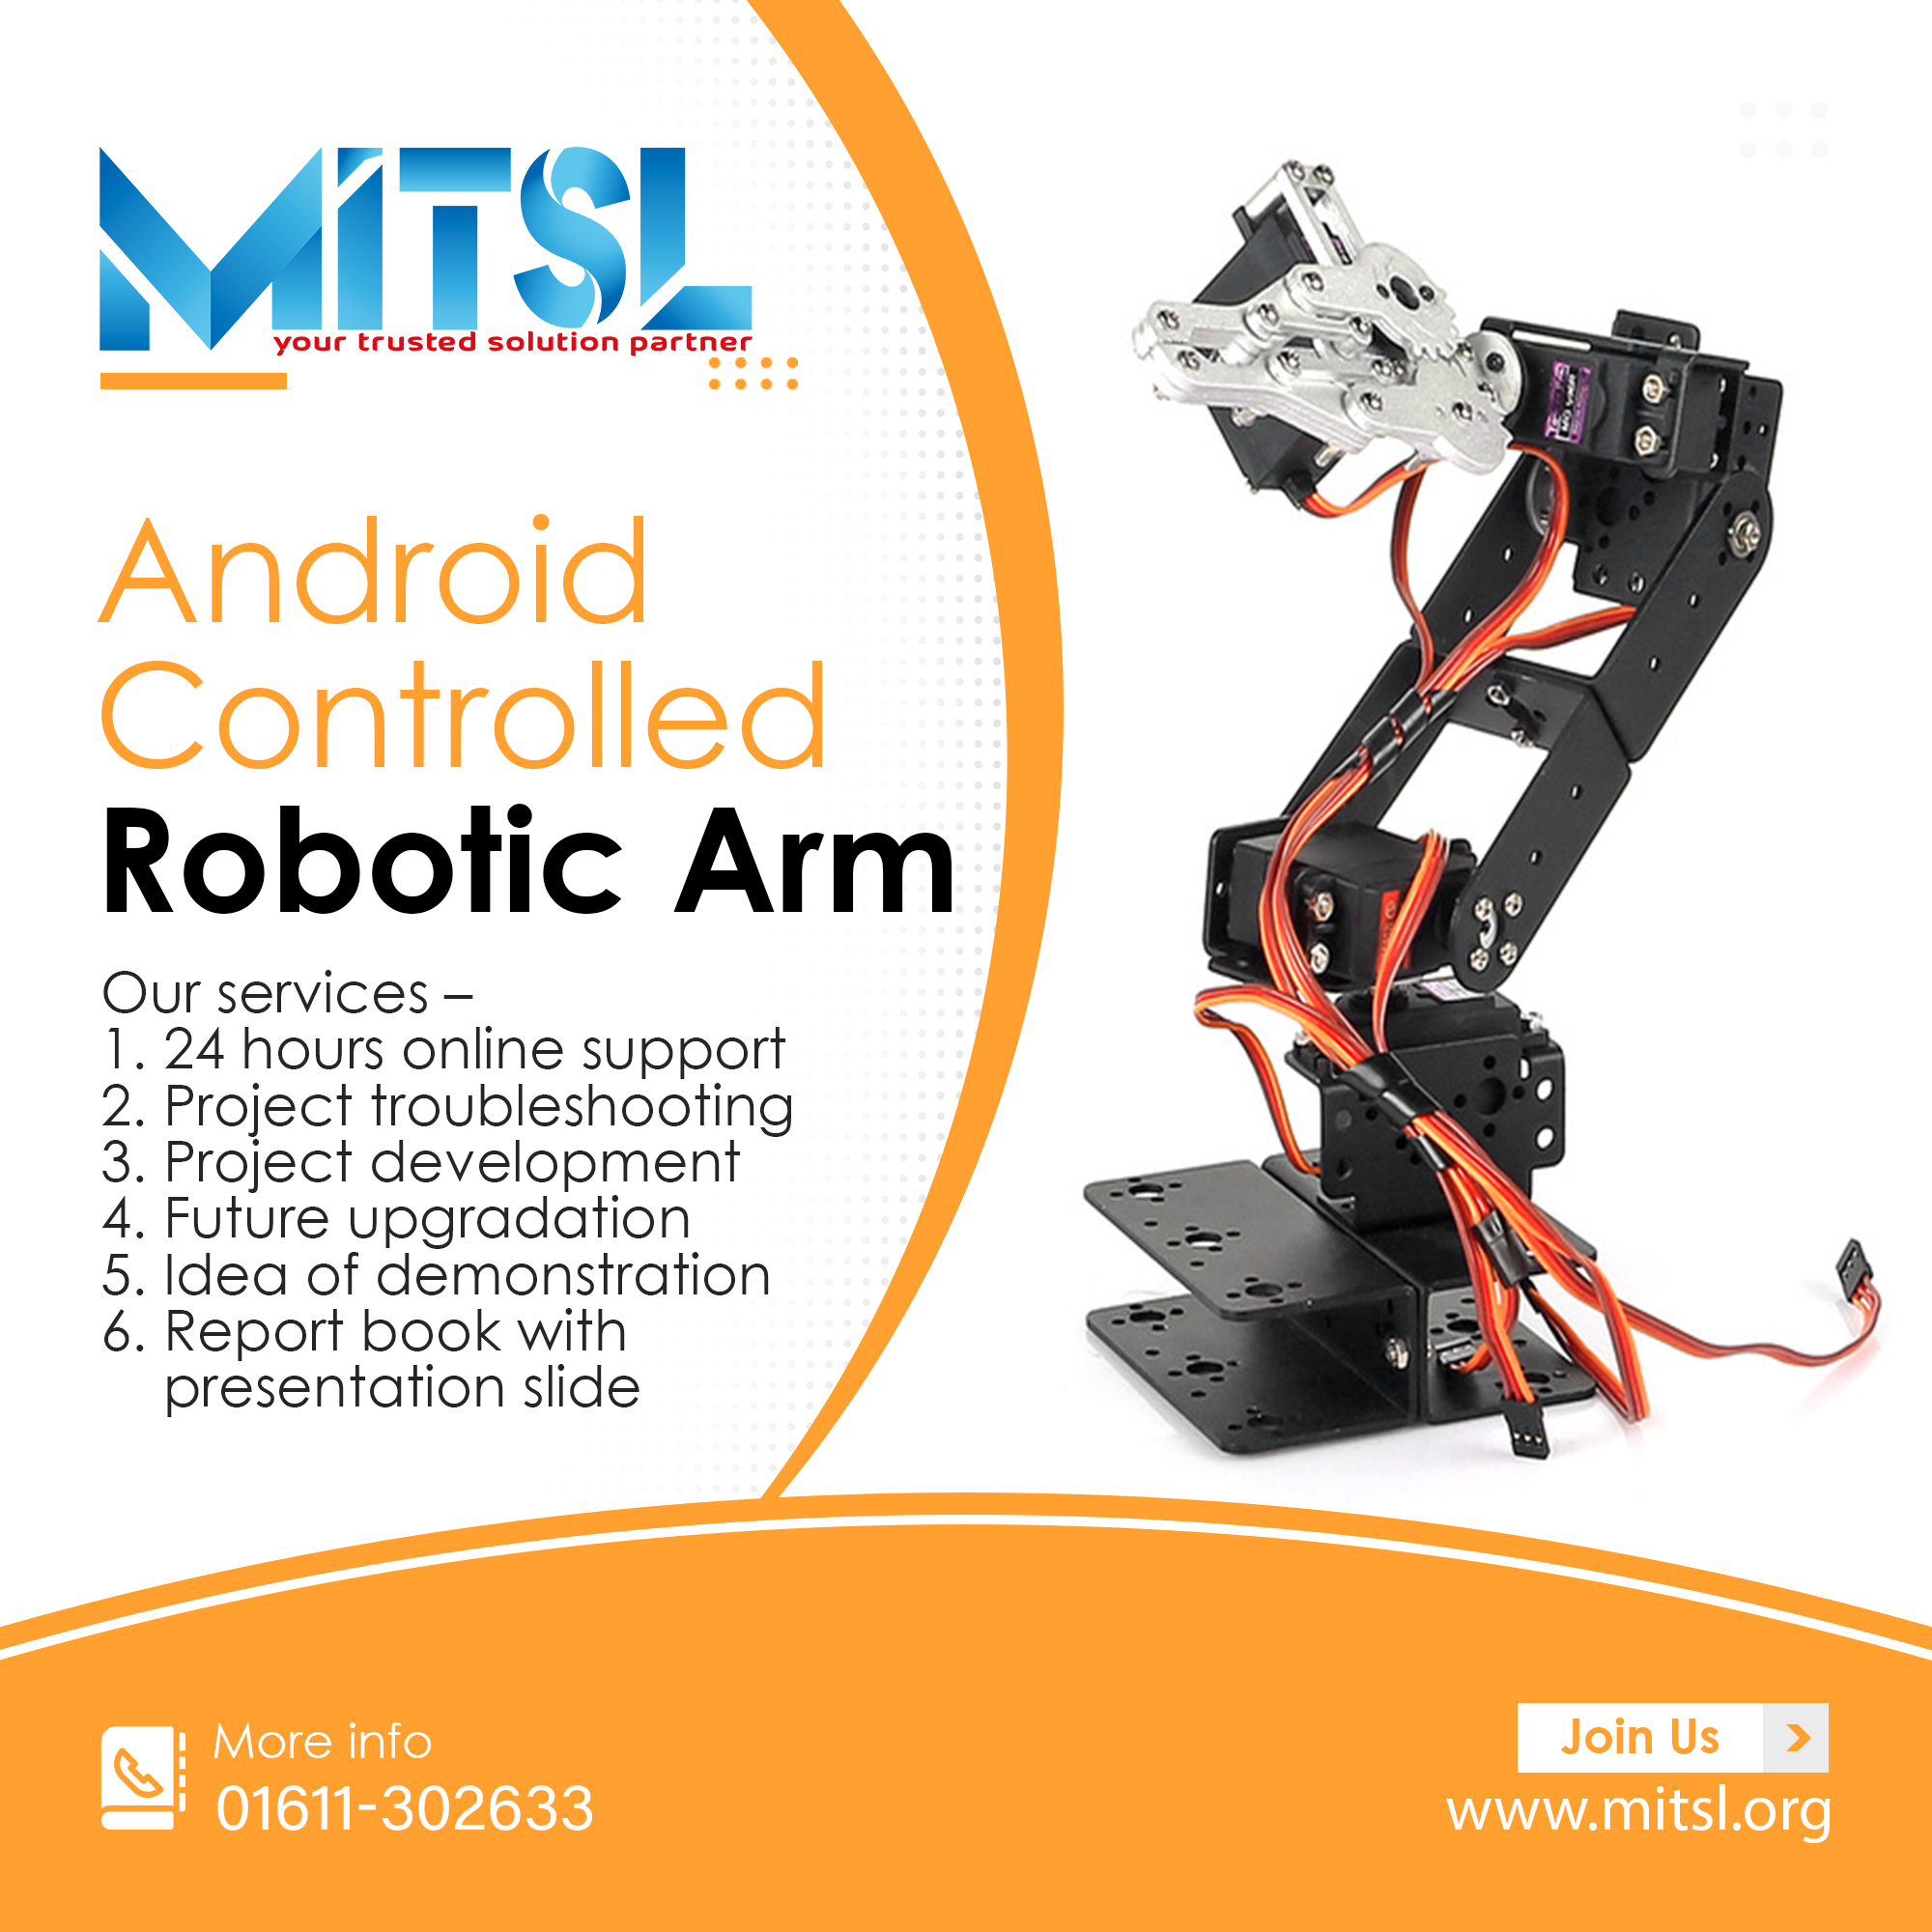 MiTSL
your trusted solution partner
Android
Controlled
Robotic Arm
Our services –
1. 24 hours online support
2. Project troubleshooting
3. Project development
4. Future upgradation
5. Idea of demonstration
6. Report book with
presentation slide
More info
01611-302633
Join Us
www.mitsl.org